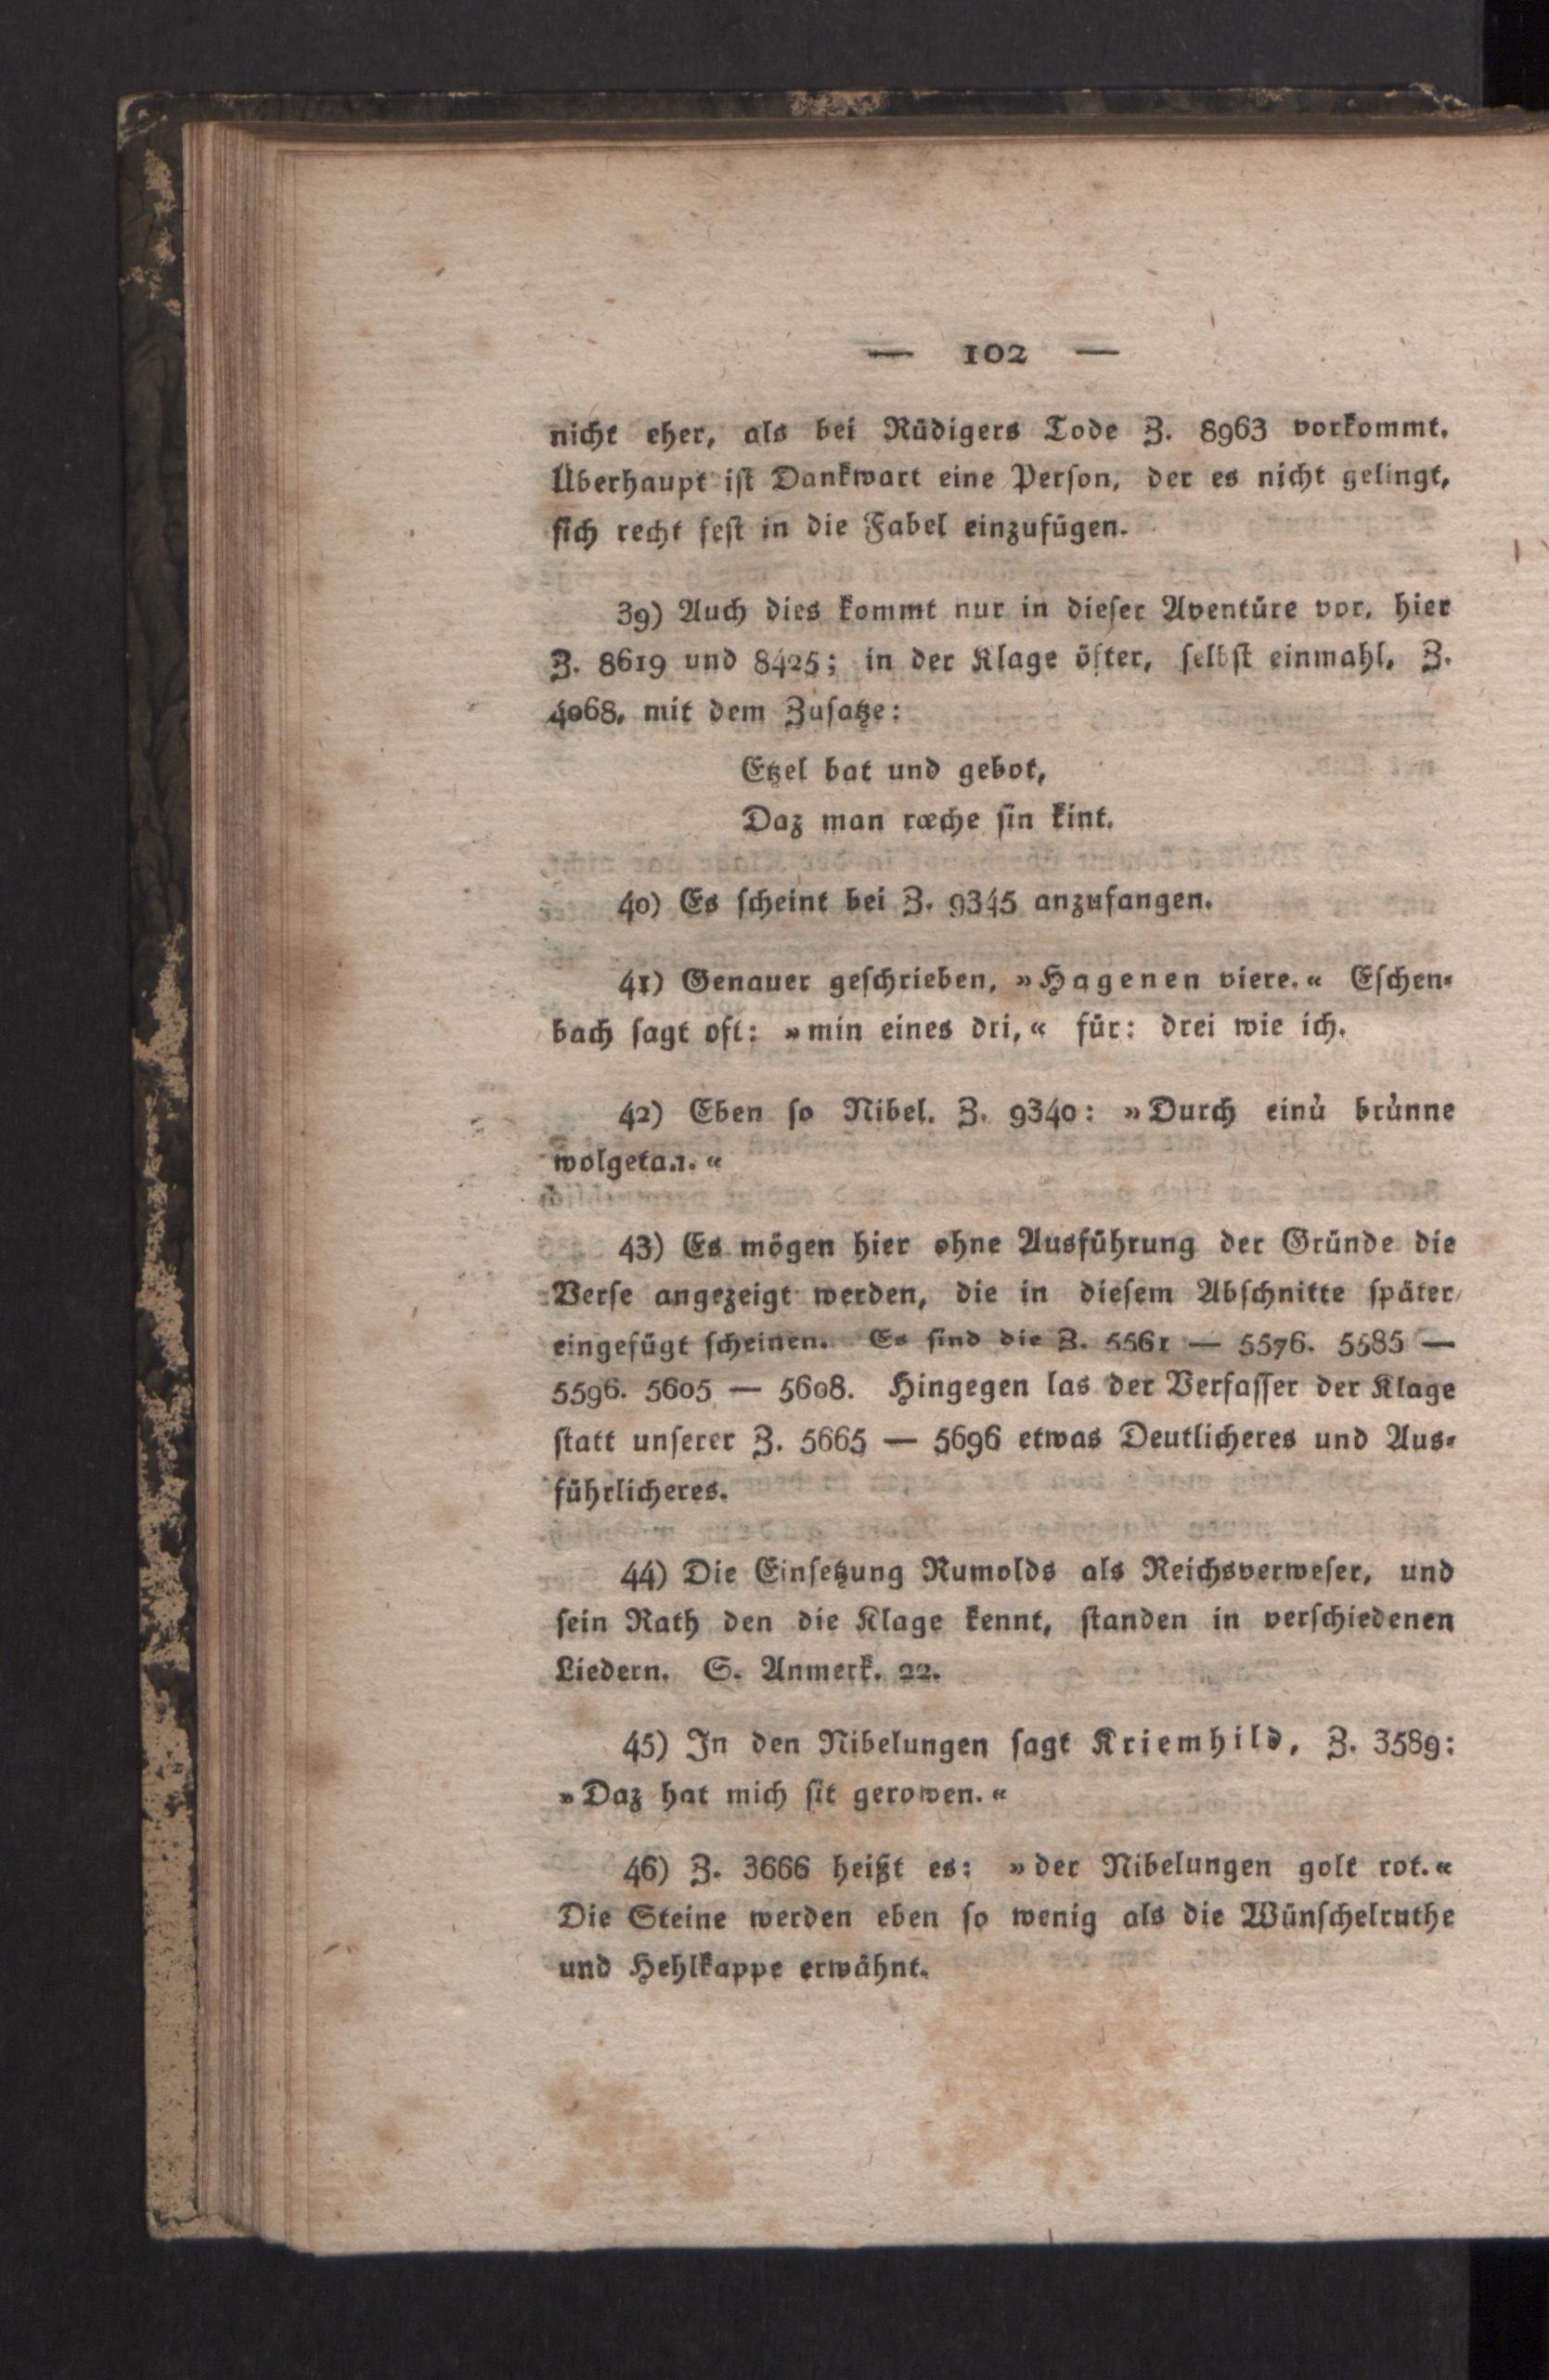 — 102 —
nicht eher, als bei Rüdigers Tode Z. 8963 vorkommt.
Überhaupt ist Dankwart eine Person, der es nicht gelingt,
sich recht fest in die Fabel einzufügen.
39) Auch dies kommt nur in dieser Aventüre vor, hier
Z. 8619 und 8425; in der Klage öfter, selbst einmahl, Z.
4068, mit dem Zusatze:
Etzel bat und gebot,
Daz man ræche sin kint.
40) Es scheint bei Z. 9345 anzufangen.
41) Genauer geschrieben, »Hagenen viere.« Eschen-
bach sagt oft: »min eines dri,« für: drei wie ich.
42) Eben so Nibel. Z. 9340: »Durch einů brůnne
wolgetan.«
43) Es mögen hier ohne Ausführung der Gründe die
Verse angezeigt werden, die in diesem Abschnitte später
eingefügt scheinen. Es sind die Z. 5561 — 5576. 5585 —
5596. 5605 — 5608. Hingegen las der Verfasser der Klage
statt unserer Z. 5665 — 5696 etwas Deutlicheres und Aus-
führlicheres.
44) Die Einsetzung Rumolds als Reichsverweser, und
sein Rath den die Klage kennt, standen in verschiedenen
Liedern. S. Anmerk. 22.
45) In den Nibelungen sagt Kriemhild, Z. 3589:
»Daz hat mich sit gerowen.«
46) Z. 3666 heißt es: »der Nibelungen golt rot.«
Die Steine werden eben so wenig als die Wünschelruthe
und Hehlkappe erwähnt.